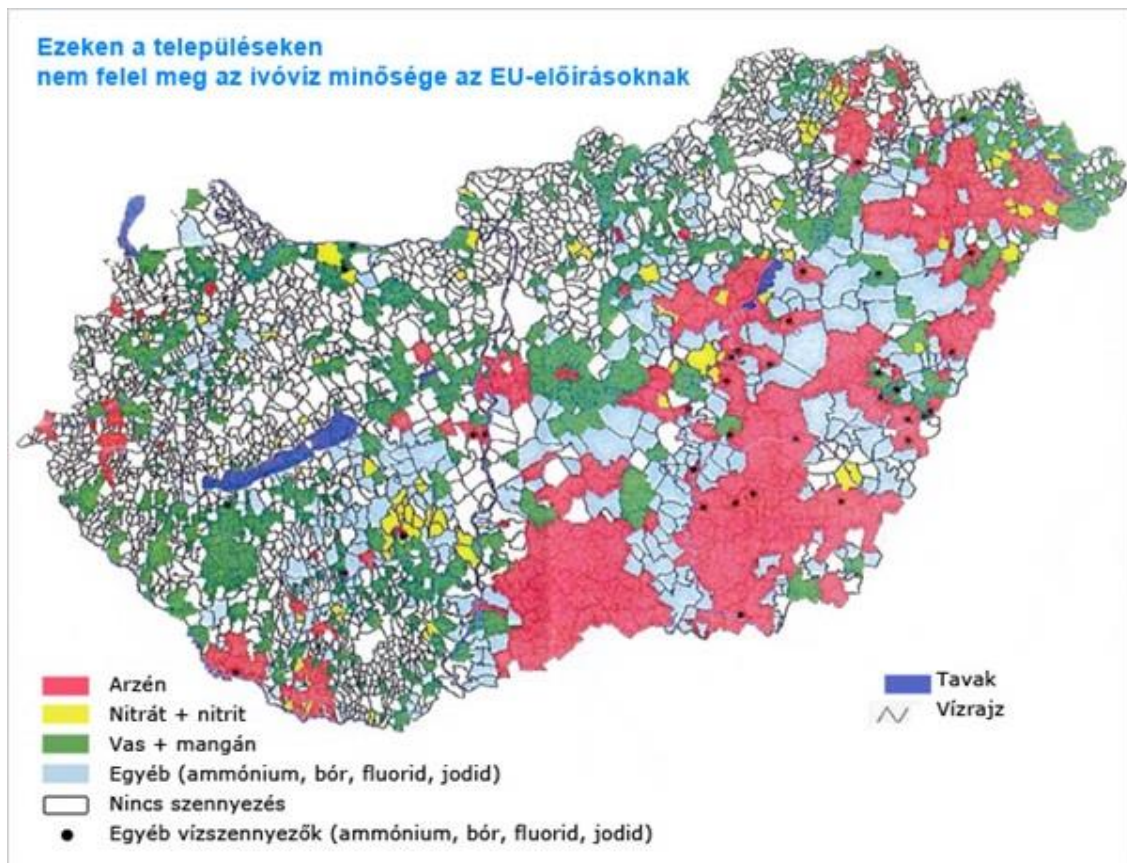 Ezeken a településeken
nem felel meg az ivóvíz minősége az EU-előírásoknak
Arzén
Nitrát + nitrit
Vas + mangán
Egyéb (ammónium, bór, fluorid, jodid)
Nincs szennyezés
Egyéb vízszennyezők (ammónium, bór, fluorid, jodid)
Tavak
Vízrajz